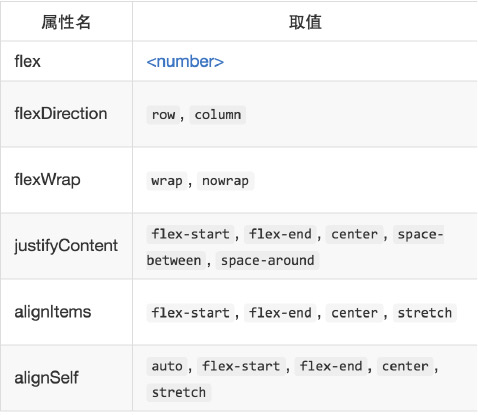 属性名 取值
flex <number>
flexDirection row, column
flexWrap wrap, nowrap
justifyContent flex-start, flex-end, center, space-
between, space-around
alignItems flex-start, flex-end, center, stretch
alignSelf auto, flex-start, flex-end, center,
stretch